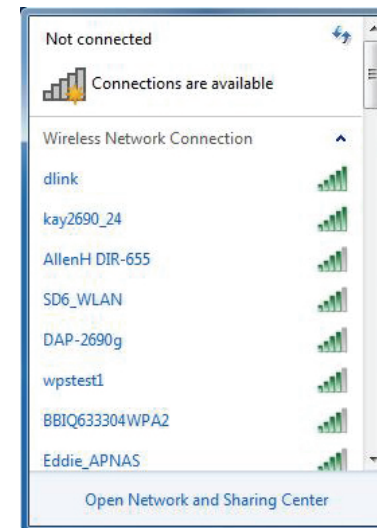 Not connected
Connections are available
Wireless Network Connection
dlink
kay2690_24
AllenH DIR-655
SD6_WLAN
DAP-2690g
wpstest1
BBIQ633304WPA2
Eddie_APNAS
Open Network and Sharing Center